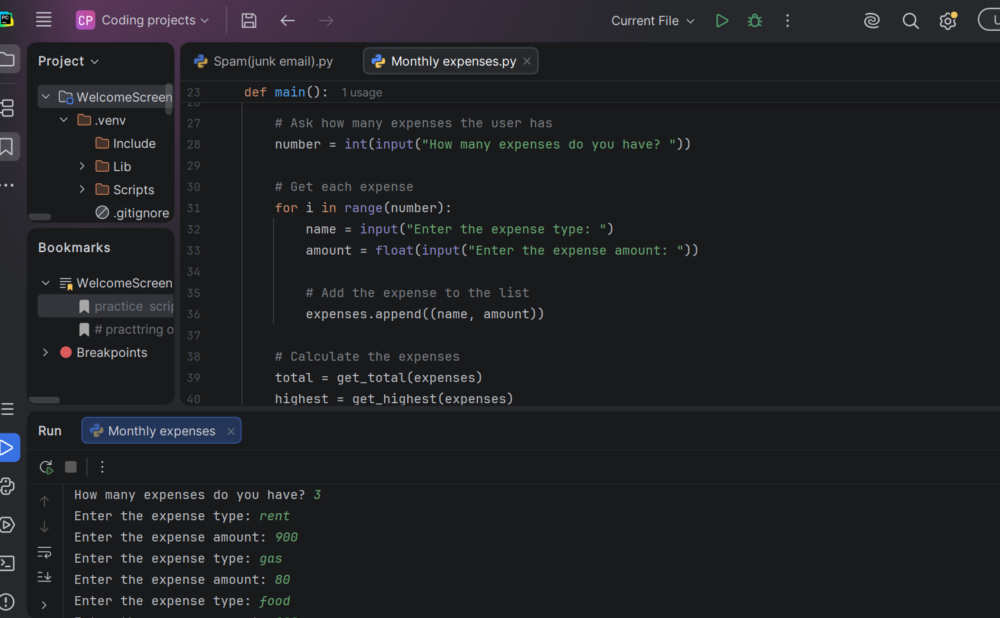 PC
CP Coding projects
Current File
Project
WelcomeScreen
.venv
Include
Lib
Scripts
.gitignore
Bookmarks
WelcomeScreen
practice scrip
# practtring o
Breakpoints
Spam(junk email).py
Monthly expenses.py
23 def main(): 1 usage
27 # Ask how many expenses the user has
28 number = int(input("How many expenses do you have? "))
29
30 # Get each expense
31 for i in range(number):
32 name = input("Enter the expense type: ")
33 amount = float(input("Enter the expense amount: "))
34
35 # Add the expense to the list
36 expenses.append((name, amount))
37
38 # Calculate the expenses
39 total = get_total(expenses)
40 highest = get_highest(expenses)
Run
Monthly expenses
How many expenses do you have? 3
Enter the expense type: rent
Enter the expense amount: 900
Enter the expense type: gas
Enter the expense amount: 80
Enter the expense type: food